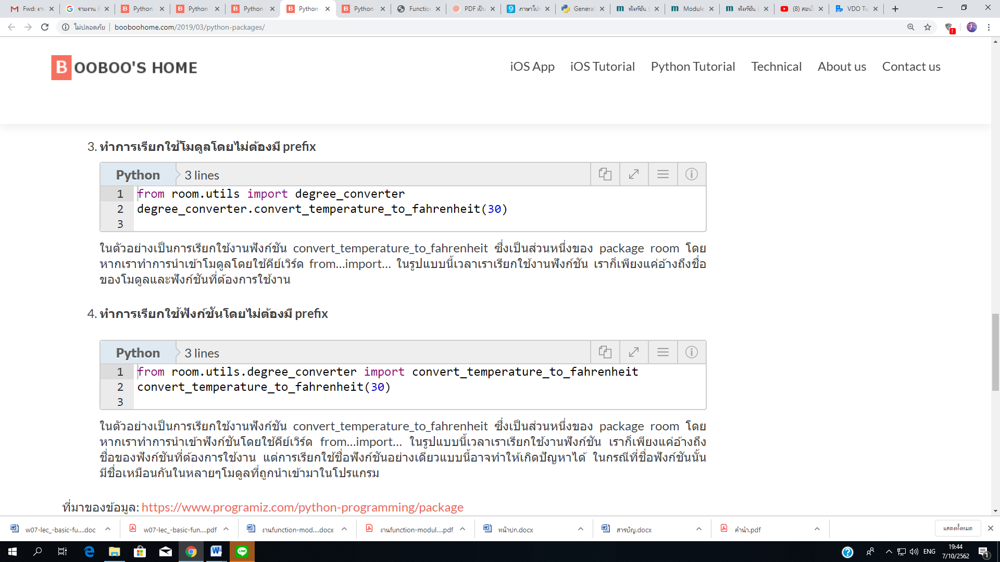 Fwd: งาน
รายงาน E
Python
Python
Python
Python
Python
Function
PDF เป็น
ภาษาโปร
General
ฟังก์ชัน (
Module
ฟังก์ชัน (
(8) สอน
VDO Tu
ไม่ปลอดภัย
booboohome.com/2019/03/python-packages/
BOOBOO'S HOME
iOS App
iOS Tutorial
Python Tutorial
Technical
About us
Contact us
3. ทำการเรียกใช้โมดูลโดยไม่ต้องมี prefix
Python
3 lines
1 from room.utils import degree_converter
2 degree_converter.convert_temperature_to_fahrenheit(30)
3
ในตัวอย่างเป็นการเรียกใช้งานฟังก์ชัน convert_temperature_to_fahrenheit ซึ่งเป็นส่วนหนึ่งของ package room โดย
หากเราทำการนำเข้าโมดูลโดยใช้คีย์เวิร์ด from…import… ในรูปแบบนี้เวลาเราเรียกใช้งานฟังก์ชัน เราก็เพียงแค่อ้างถึงชื่อ
ของโมดูลและฟังก์ชันที่ต้องการใช้งาน
4. ทำการเรียกใช้ฟังก์ชันโดยไม่ต้องมี prefix
Python
3 lines
1 from room.utils.degree_converter import convert_temperature_to_fahrenheit
2 convert_temperature_to_fahrenheit(30)
3
ในตัวอย่างเป็นการเรียกใช้งานฟังก์ชัน convert_temperature_to_fahrenheit ซึ่งเป็นส่วนหนึ่งของ package room โดย
หากเราทำการนำเข้าฟังก์ชันโดยใช้คีย์เวิร์ด from…import… ในรูปแบบนี้เวลาเราเรียกใช้งานฟังก์ชัน เราก็เพียงแค่อ้างถึง
ชื่อของฟังก์ชันที่ต้องการใช้งาน แต่การเรียกใช้ชื่อฟังก์ชันอย่างเดียวแบบนี้อาจทำให้เกิดปัญหาได้ ในกรณีที่ชื่อฟังก์ชันนั้น
มีชื่อเหมือนกันในหลายๆโมดูลที่ถูกนำเข้ามาในโปรแกรม
ที่มาของข้อมูล: https://www.programiz.com/python-programming/package
w07-lec_-basic-fu....doc
w07-lec_-basic-fun....pdf
งานfunction-mod....docx
งานfunction-modul....pdf
หน้าปก.docx
สารบัญ.docx
คำนำ.pdf
แสดงทั้งหมด
ENG
19:44
7/10/2562
1